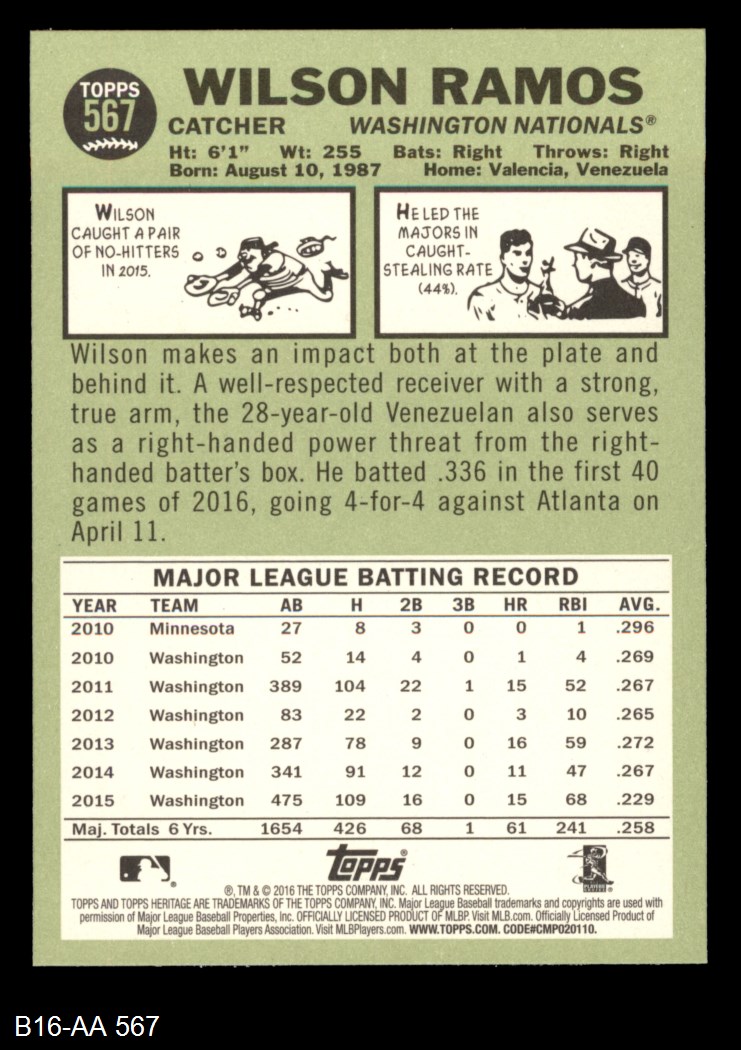 TOPPS
567
WILSON RAMOS
CATCHER WASHINGTON NATIONALS®
Ht: 6'1" Wt: 255 Bats: Right Throws: Right
Born: August 10, 1987 Home: Valencia, Venezuela
WILSON
CAUGHT A PAIR
OF NO-HITTERS
IN 2015.
HE LED THE
MAJORS IN
CAUGHT-
STEALING RATE
(44%).
Wilson makes an impact both at the plate and
behind it. A well-respected receiver with a strong,
true arm, the 28-year-old Venezuelan also serves
as a right-handed power threat from the right-
handed batter's box. He batted .336 in the first 40
games of 2016, going 4-for-4 against Atlanta on
April 11.
MAJOR LEAGUE BATTING RECORD
YEAR TEAM AB H 2B 3B HR RBI AVG.
2010 Minnesota 27 8 3 0 0 1 .296
2010 Washington 52 14 4 0 1 4 .269
2011 Washington 389 104 22 1 15 52 .267
2012 Washington 83 22 2 0 3 10 .265
2013 Washington 287 78 9 0 16 59 .272
2014 Washington 341 91 12 0 11 47 .267
2015 Washington 475 109 16 0 15 68 .229
Maj. Totals 6 Yrs. 1654 426 68 1 61 241 .258
Topps®
®, TM & © 2016 THE TOPPS COMPANY, INC. ALL RIGHTS RESERVED.
TOPPS AND TOPPS HERITAGE ARE TRADEMARKS OF THE TOPPS COMPANY, INC. Major League Baseball trademarks and copyrights are used with
permission of Major League Baseball Properties, Inc. OFFICIALLY LICENSED PRODUCT OF MLBP. Visit MLB.com. Officially Licensed Product of
Major League Baseball Players Association. Visit MLBPlayers.com. WWW.TOPPS.COM. CODE#CMP020110.
B16-AA 567